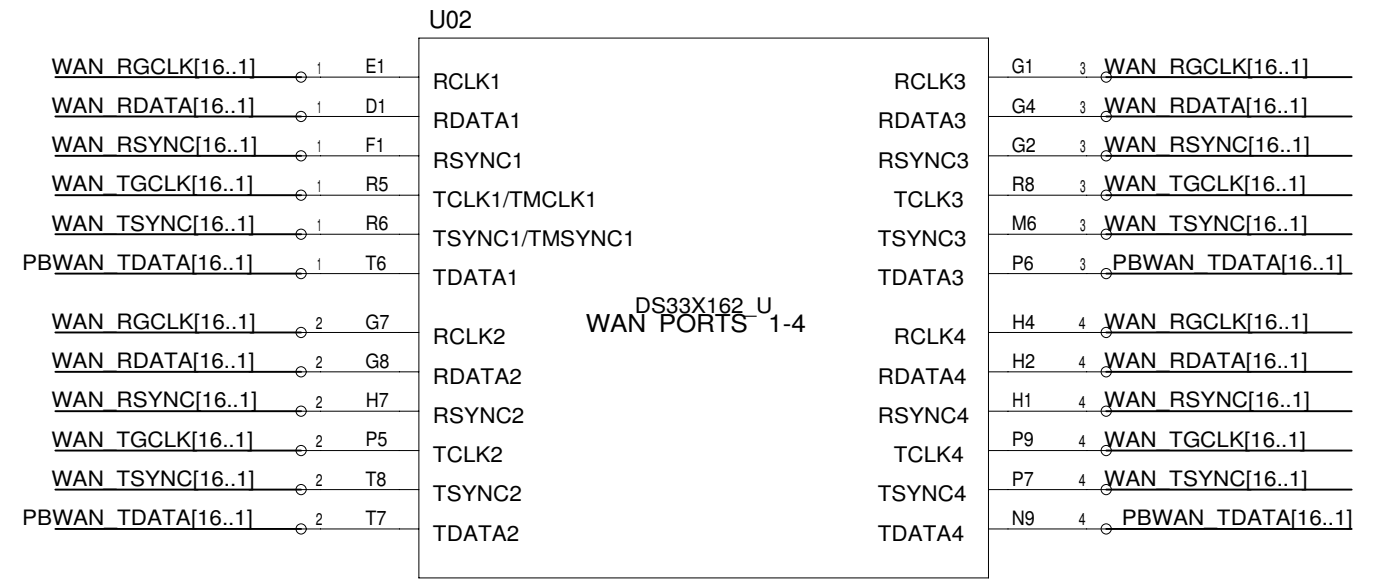 U02
WAN_RGCLK[16..1] 1 E1 RCLK1 RCLK3 G1 3 WAN_RGCLK[16..1]
WAN_RDATA[16..1] 1 D1 RDATA1 RDATA3 G4 3 WAN_RDATA[16..1]
WAN_RSYNC[16..1] 1 F1 RSYNC1 RSYNC3 G2 3 WAN_RSYNC[16..1]
WAN_TGCLK[16..1] 1 R5 TCLK1/TMCLK1 TCLK3 R8 3 WAN_TGCLK[16..1]
WAN_TSYNC[16..1] 1 R6 TSYNC1/TMSYNC1 TSYNC3 M6 3 WAN_TSYNC[16..1]
PBWAN_TDATA[16..1] 1 T6 TDATA1 TDATA3 P6 3 PBWAN_TDATA[16..1]
DS33X162_U
WAN PORTS 1-4
WAN_RGCLK[16..1] 2 G7 RCLK2 RCLK4 H4 4 WAN_RGCLK[16..1]
WAN_RDATA[16..1] 2 G8 RDATA2 RDATA4 H2 4 WAN_RDATA[16..1]
WAN_RSYNC[16..1] 2 H7 RSYNC2 RSYNC4 H1 4 WAN_RSYNC[16..1]
WAN_TGCLK[16..1] 2 P5 TCLK2 TCLK4 P9 4 WAN_TGCLK[16..1]
WAN_TSYNC[16..1] 2 T8 TSYNC2 TSYNC4 P7 4 WAN_TSYNC[16..1]
PBWAN_TDATA[16..1] 2 T7 TDATA2 TDATA4 N9 4 PBWAN_TDATA[16..1]